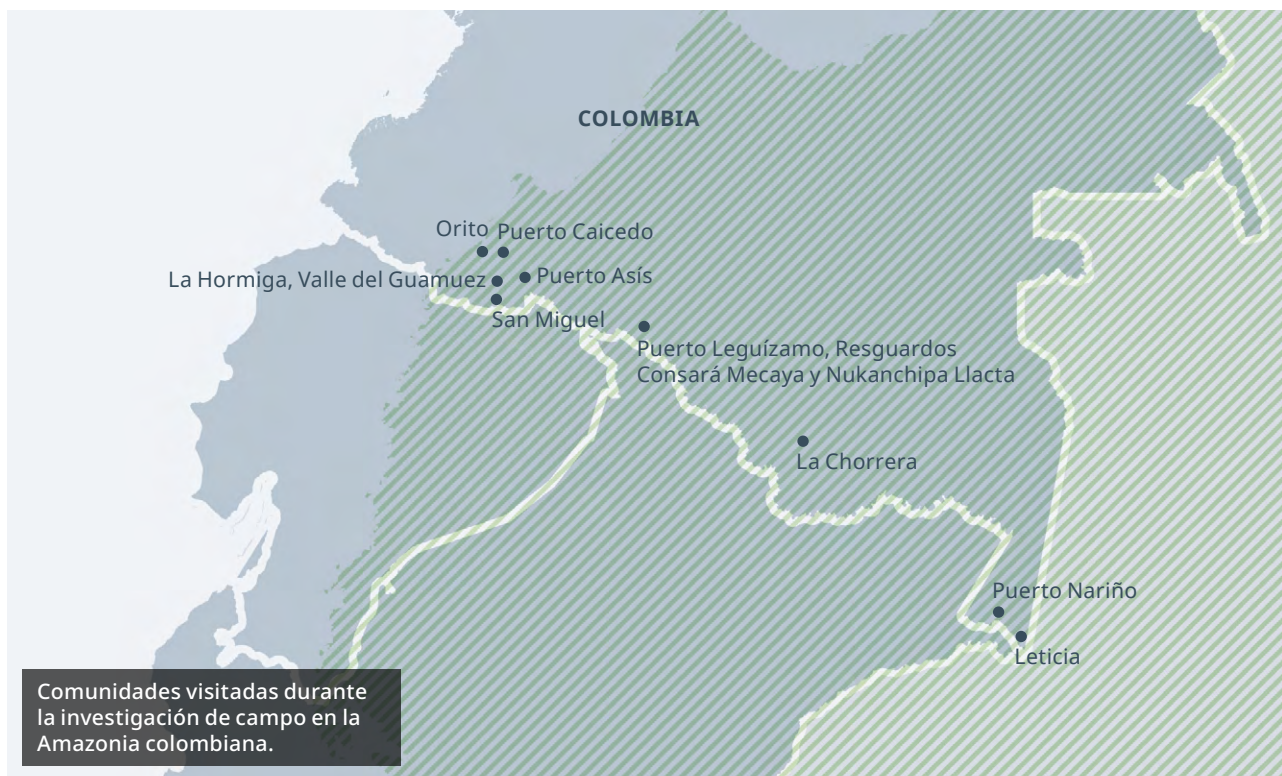 COLOMBIA
Orito
Puerto Caicedo
La Hormiga, Valle del Guamuez
Puerto Asís
San Miguel
Puerto Leguízamo, Resguardos
Consará Mecaya y Nukanchipa Llacta
La Chorrera
Puerto Nariño
Leticia
Comunidades visitadas durante
la investigación de campo en la
Amazonia colombiana.